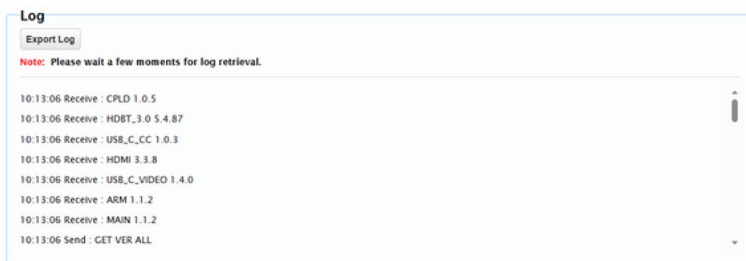 Log
Export Log
Note: Please wait a few moments for log retrieval.
10:13:06 Receive : CPLD 1.0.5
10:13:06 Receive : HDBT_3.0 5.4.87
10:13:06 Receive : USB_C_CC 1.0.3
10:13:06 Receive : HDMI 3.3.8
10:13:06 Receive : USB_C_VIDEO 1.4.0
10:13:06 Receive : ARM 1.1.2
10:13:06 Receive : MAIN 1.1.2
10:13:06 Send : GET VER ALL